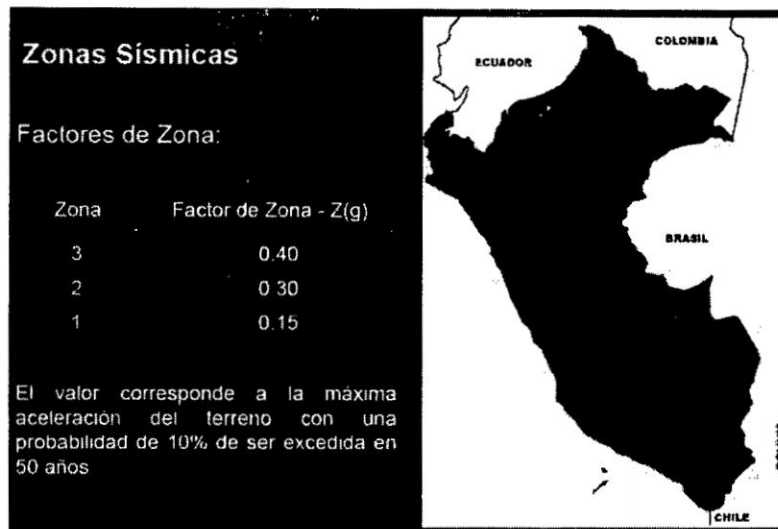 Zonas Sísmicas
Factores de Zona:
Zona Factor de Zona - Z(g)
3 0.40
2 0 30
1 0.15
El valor corresponde a la máxima
aceleración del terreno con una
probabilidad de 10% de ser excedida en
50 años
ECUADOR
COLOMBIA
BRASIL
CHILE